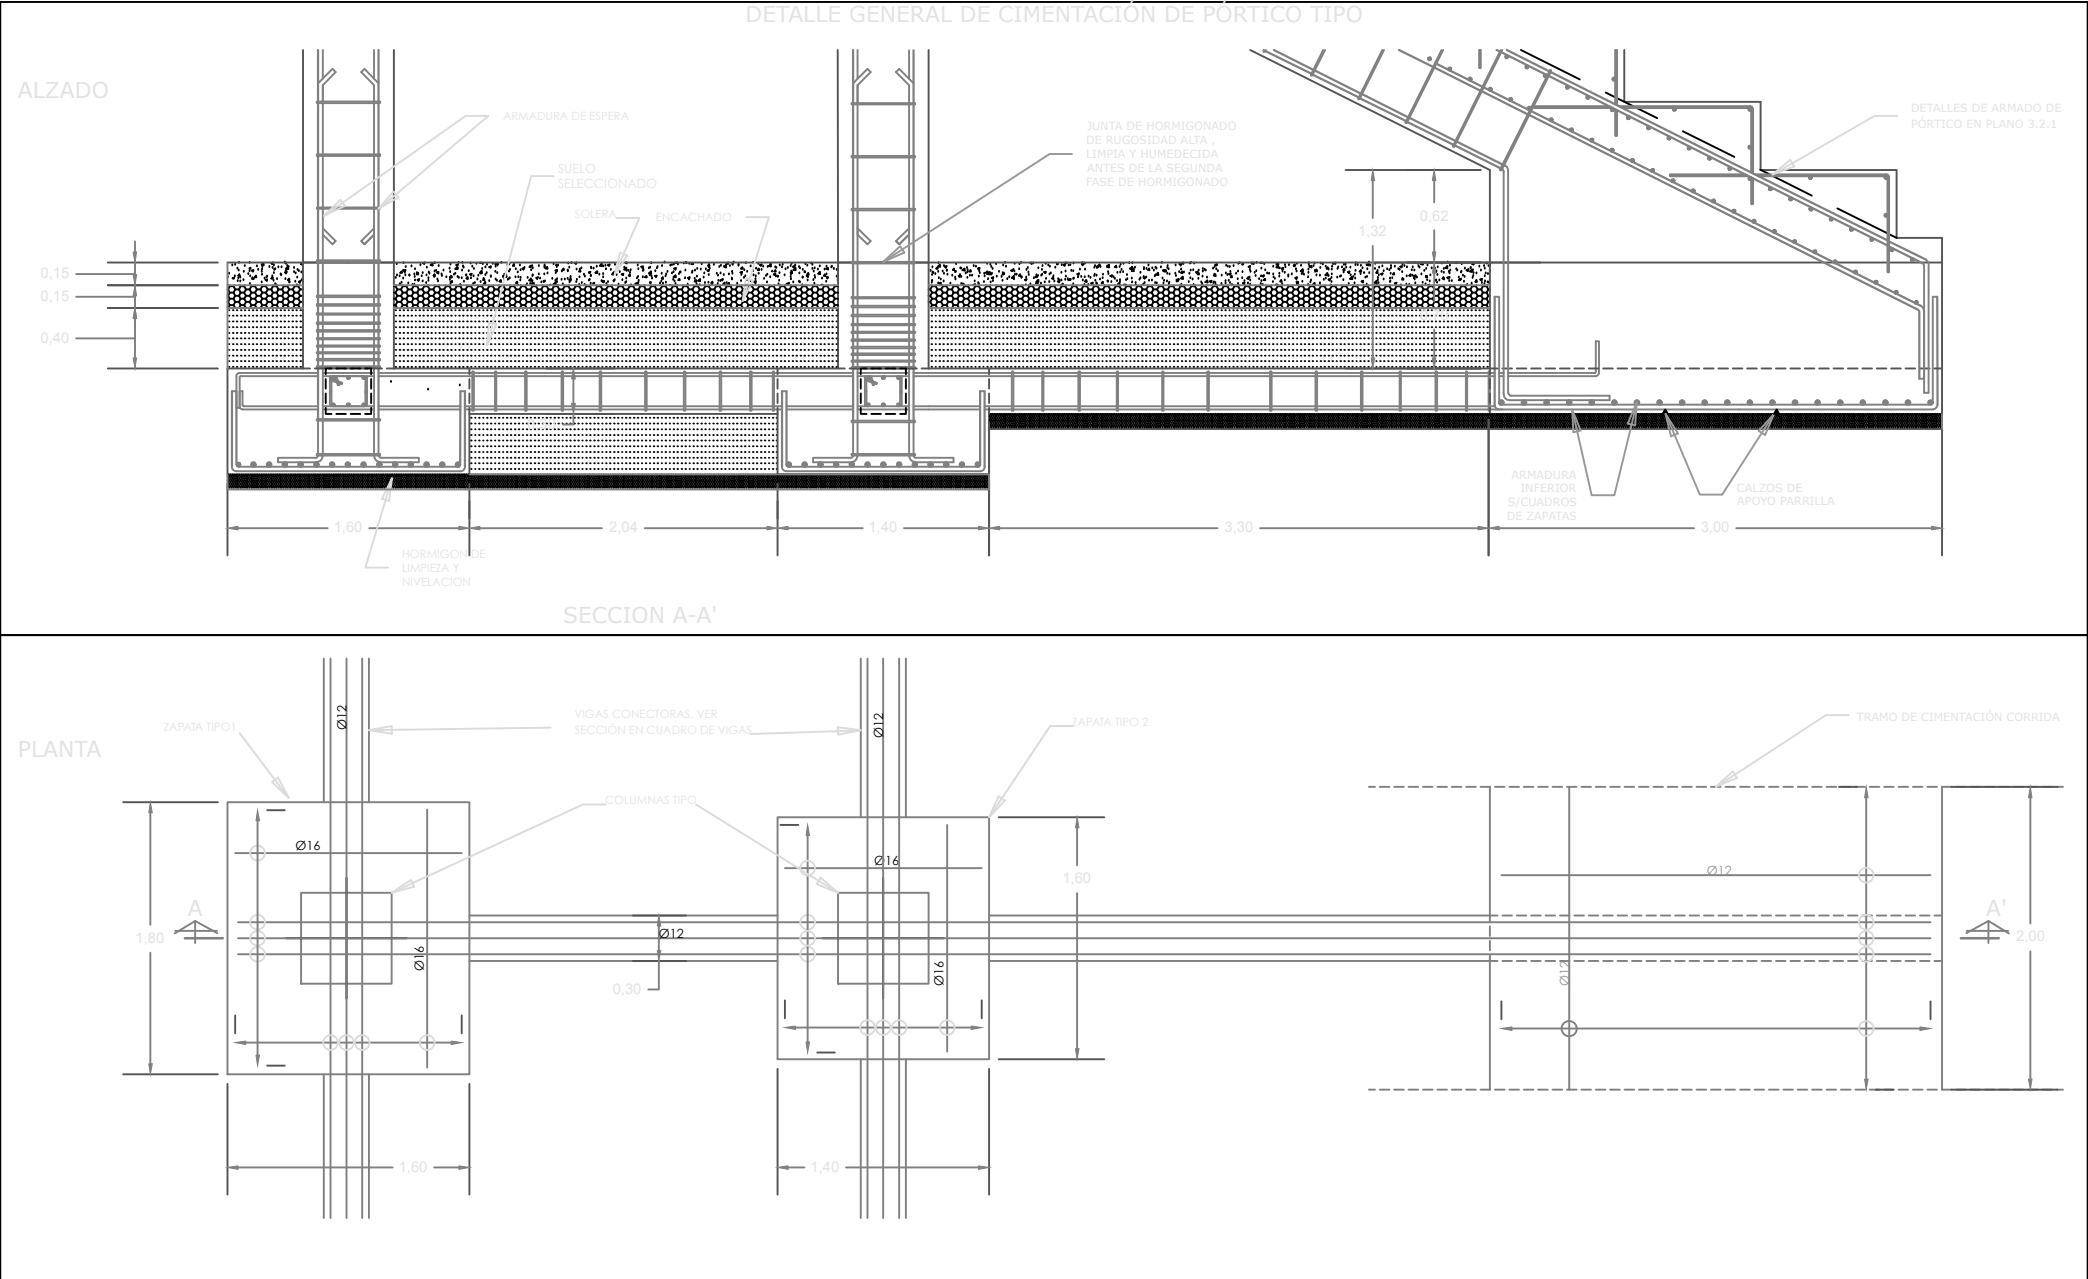 DETALLE GENERAL DE CIMENTACIÓN DE PÓRTICO TIPO
ALZADO
ARMADURA DE ESPERA
SUELO
SELECCIONADO
SOLERA
ENCACHADO
JUNTA DE HORMIGONADO
DE RUGOSIDAD ALTA ,
LIMPIA Y HUMEDECIDA
ANTES DE LA SEGUNDA
FASE DE HORMIGONADO
DETALLES DE ARMADO DE
PÓRTICO EN PLANO 3.2.1
1,32
0,62
0,15
0,15
0,40
ARMADURA
INFERIOR
S/CUADROS
DE ZAPATAS
CALZOS DE
APOYO PARRILLA
1,60
2,04
1,40
3,30
3,00
HORMIGON DE
LIMPIEZA Y
NIVELACION
SECCION A-A'
PLANTA
ZAPATA TIPO1
Ø12
VIGAS CONECTORAS. VER
SECCIÓN EN CUADRO DE VIGAS
Ø12
ZAPATA TIPO 2
TRAMO DE CIMENTACIÓN CORRIDA
COLUMNAS TIPO
Ø16
Ø16
1,60
Ø12
A
1,80
Ø16
Ø12
0,30
Ø16
Ø12
A'
2,00
1,60
1,40